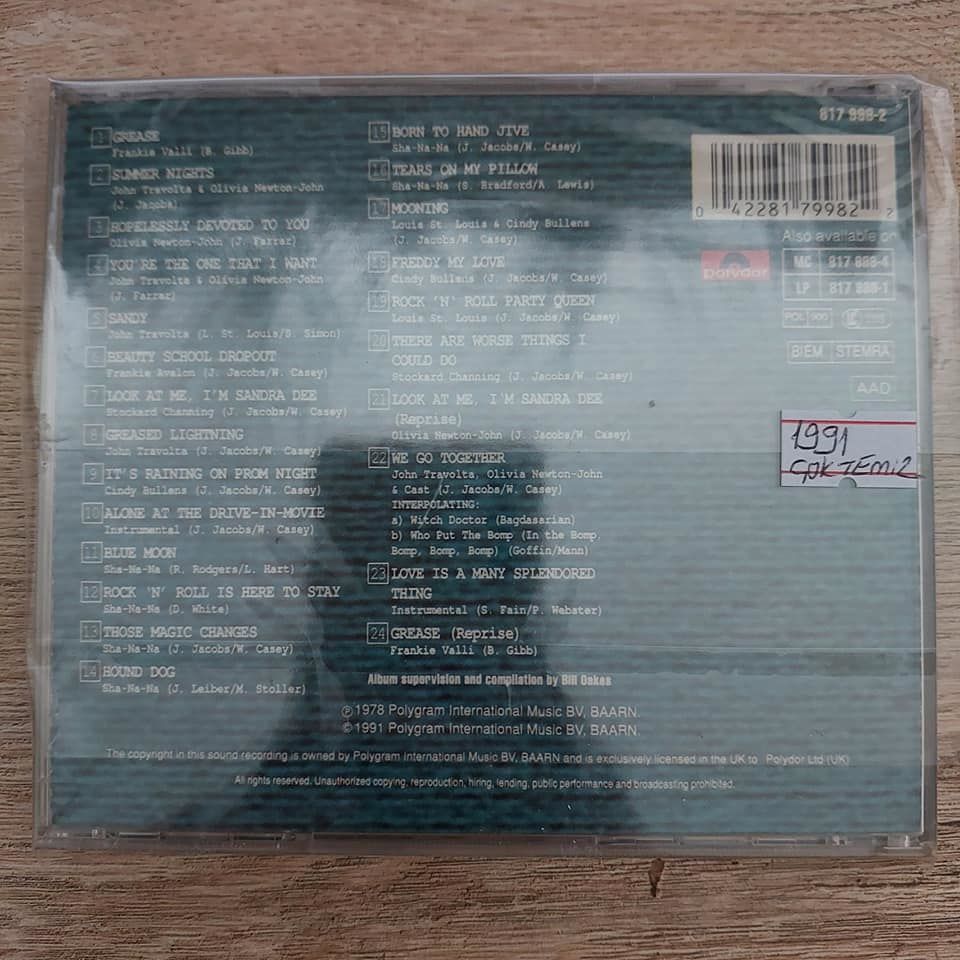 1 GREASE
Frankie Valli (B. Gibb)
2 SUMMER NIGHTS
John Travolta & Olivia Newton-John
(J. Jacobs)
3 HOPELESSLY DEVOTED TO YOU
Olivia Newton-John (J. Farrar)
4 YOU'RE THE ONE THAT I WANT
John Travolta & Olivia Newton-John
(J. Farrar)
5 SANDY
John Travolta (L. St. Louis/S. Simon)
6 BEAUTY SCHOOL DROPOUT
Frankie Avalon (J. Jacobs/W. Casey)
7 LOOK AT ME, I'M SANDRA DEE
Stockard Channing (J. Jacobs/W. Casey)
8 GREASED LIGHTNING
John Travolta (J. Jacobs/W. Casey)
9 IT'S RAINING ON PROM NIGHT
Cindy Bullens (J. Jacobs/W. Casey)
10 ALONE AT THE DRIVE-IN-MOVIE
Instrumental (J. Jacobs/W. Casey)
11 BLUE MOON
Sha-Na-Na (R. Rodgers/L. Hart)
12 ROCK 'N' ROLL IS HERE TO STAY
Sha-Na-Na (D. White)
13 THOSE MAGIC CHANGES
Sha-Na-Na (J. Jacobs/W. Casey)
14 HOUND DOG
Sha-Na-Na (J. Leiber/M. Stoller)
15 BORN TO HAND JIVE
Sha-Na-Na (J. Jacobs/W. Casey)
16 TEARS ON MY PILLOW
Sha-Na-Na (S. Bradford/A. Lewis)
17 MOONING
Louis St. Louis & Cindy Bullens
(J. Jacobs/W. Casey)
18 FREDDY MY LOVE
Cindy Bullens (J. Jacobs/W. Casey)
19 ROCK 'N' ROLL PARTY QUEEN
Louis St. Louis (J. Jacobs/W. Casey)
20 THERE ARE WORSE THINGS I
COULD DO
Stockard Channing (J. Jacobs/W. Casey)
21 LOOK AT ME, I'M SANDRA DEE
(Reprise)
Olivia Newton-John (J. Jacobs/W. Casey)
22 WE GO TOGETHER
John Travolta, Olivia Newton-John
& Cast (J. Jacobs/W. Casey)
INTERPOLATING:
a) Witch Doctor (Bagdasarian)
b) Who Put The Bomp (In the Bomp,
Bomp, Bomp, Bomp) (Goffin/Mann)
23 LOVE IS A MANY SPLENDORED
THING
Instrumental (S. Fain/P. Webster)
24 GREASE (Reprise)
Frankie Valli (B. Gibb)
Album supervision and compilation by Bill Oakes
℗ 1978 Polygram International Music BV, BAARN.
© 1991 Polygram International Music BV, BAARN.
The copyright in this sound recording is owned by Polygram International Music BV, BAARN and is exclusively licensed in the UK to Polydor Ltd (UK)
All rights reserved. Unauthorized copying, reproduction, hiring, lending, public performance and broadcasting prohibited.
817 998-2
0 42281 79982 2
Also available on
polydor
MC 817 998-4
LP 817 998-1
POL 900
BIEM STEMRA
AAD
1991
ÇOK TEMİZ